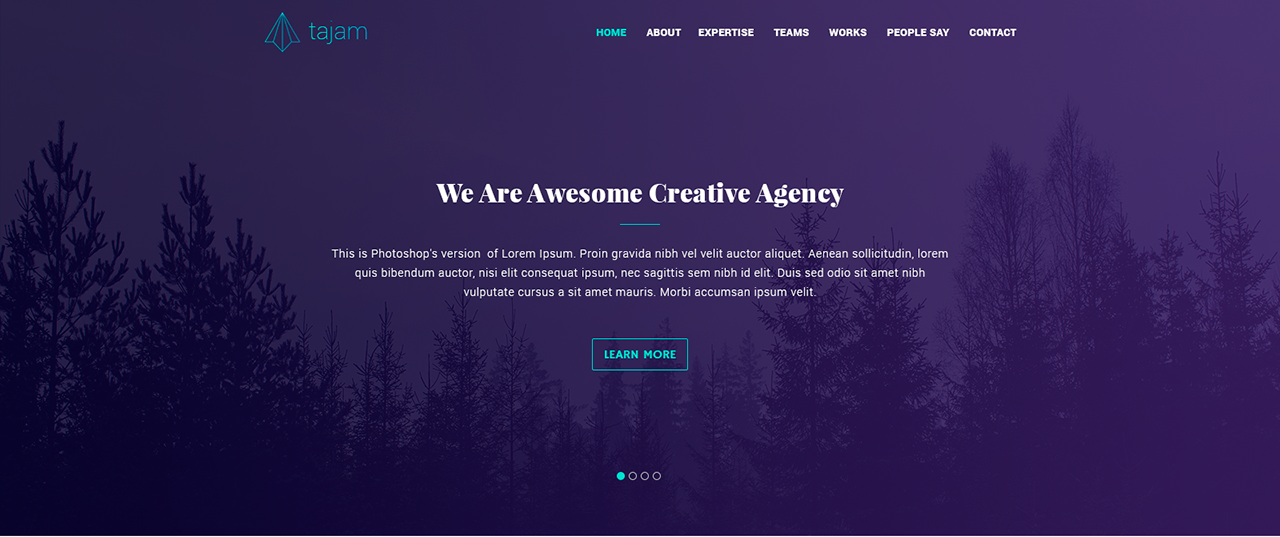 tajam
HOME ABOUT EXPERTISE TEAMS WORKS PEOPLE SAY CONTACT
We Are Awesome Creative Agency
This is Photoshop's version  of Lorem Ipsum. Proin gravida nibh vel velit auctor aliquet. Aenean sollicitudin, lorem
quis bibendum auctor, nisi elit consequat ipsum, nec sagittis sem nibh id elit. Duis sed odio sit amet nibh
vulputate cursus a sit amet mauris. Morbi accumsan ipsum velit.
LEARN MORE